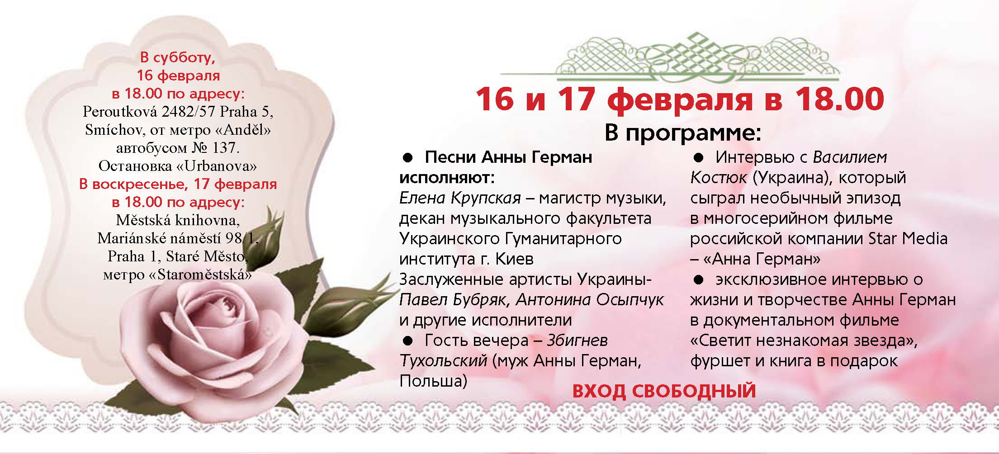 В субботу,
16 февраля
в 18.00 по адресу:
Peroutková 2482/57 Praha 5,
Smíchov, от метро «Anděl»
автобусом № 137.
Остановка «Urbanova»
В воскресенье, 17 февраля
в 18.00 по адресу:
Městská knihovna,
Mariánské náměstí 98/1,
Praha 1, Staré Město,
метро «Staroměstská»
16 и 17 февраля в 18.00
В программе:
● Песни Анны Герман
исполняют:
Елена Крупская – магистр музыки,
декан музыкального факультета
Украинского Гуманитарного
института г. Киев
Заслуженные артисты Украины-
Павел Бубряк, Антонина Осыпчук
и другие исполнители
● Гость вечера – Збигнев
Тухольский (муж Анны Герман,
Польша)
● Интервью с Василием
Костюк (Украина), который
сыграл необычный эпизод
в многосерийном фильме
российской компании Star Media
– «Анна Герман»
● эксклюзивное интервью о
жизни и творчестве Анны Герман
в документальном фильме
«Светит незнакомая звезда»,
фуршет и книга в подарок
ВХОД СВОБОДНЫЙ